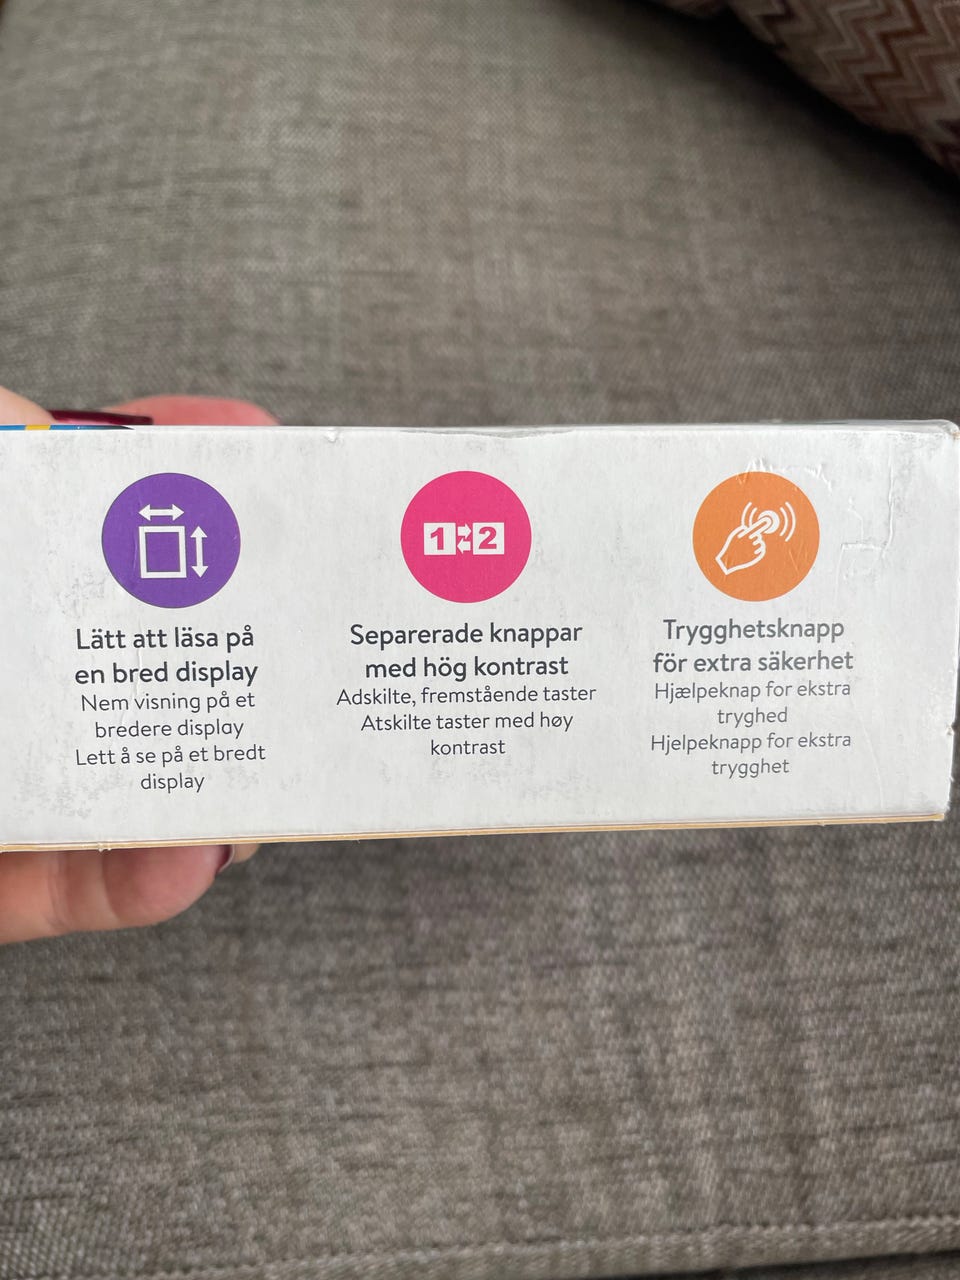 Lätt att läsa på
en bred display
Nem visning på et
bredere display
Lett å se på et bredt
display
1 2
Separerade knappar
med hög kontrast
Adskilte, fremstående taster
Atskilte taster med høy
kontrast
Trygghetsknapp
för extra säkerhet
Hjælpeknap for ekstra
tryghed
Hjelpeknapp for ekstra
trygghet